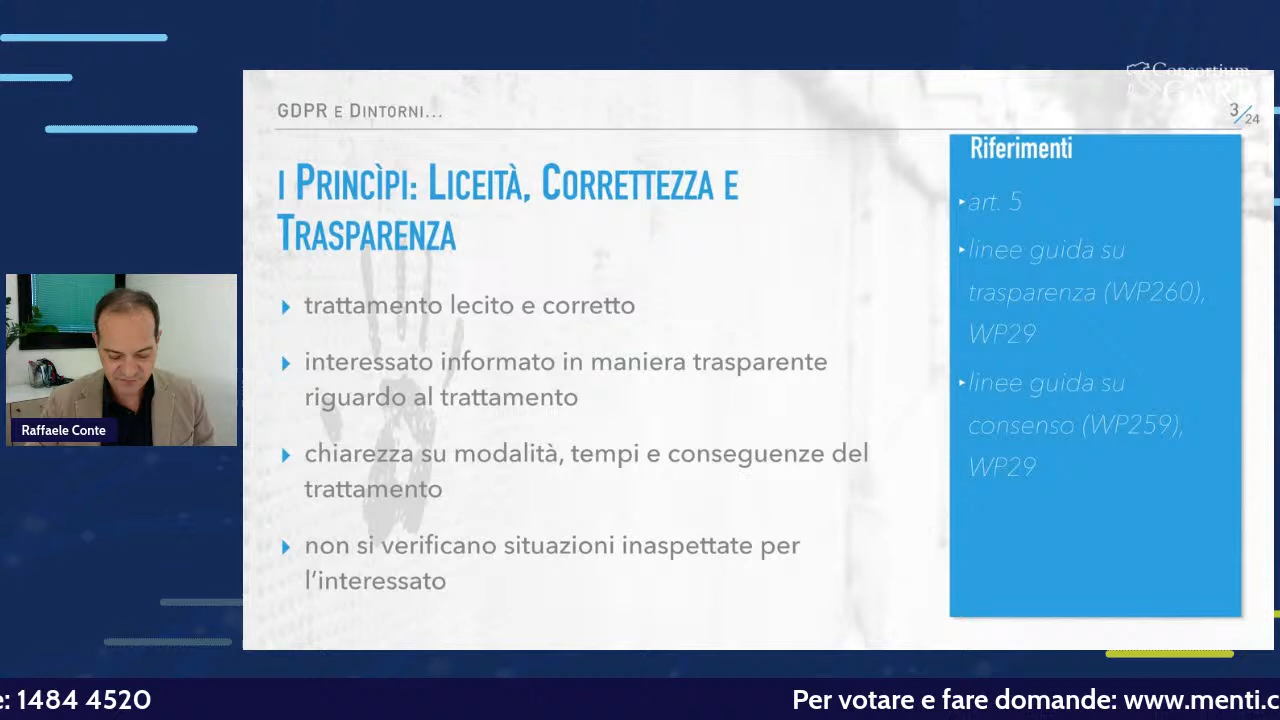 Consortium
GARR
GDPR E DINTORNI...
3/24
I PRINCÌPI: LICEITÀ, CORRETTEZZA E
TRASPARENZA
trattamento lecito e corretto
interessato informato in maniera trasparente
riguardo al trattamento
chiarezza su modalità, tempi e conseguenze del
trattamento
non si verificano situazioni inaspettate per
l'interessato
Riferimenti
art. 5
linee guida su
trasparenza (WP260),
WP29
linee guida su
consenso (WP259),
WP29
Raffaele Conte
e: 1484 4520
Per votare e fare domande: www.menti.c